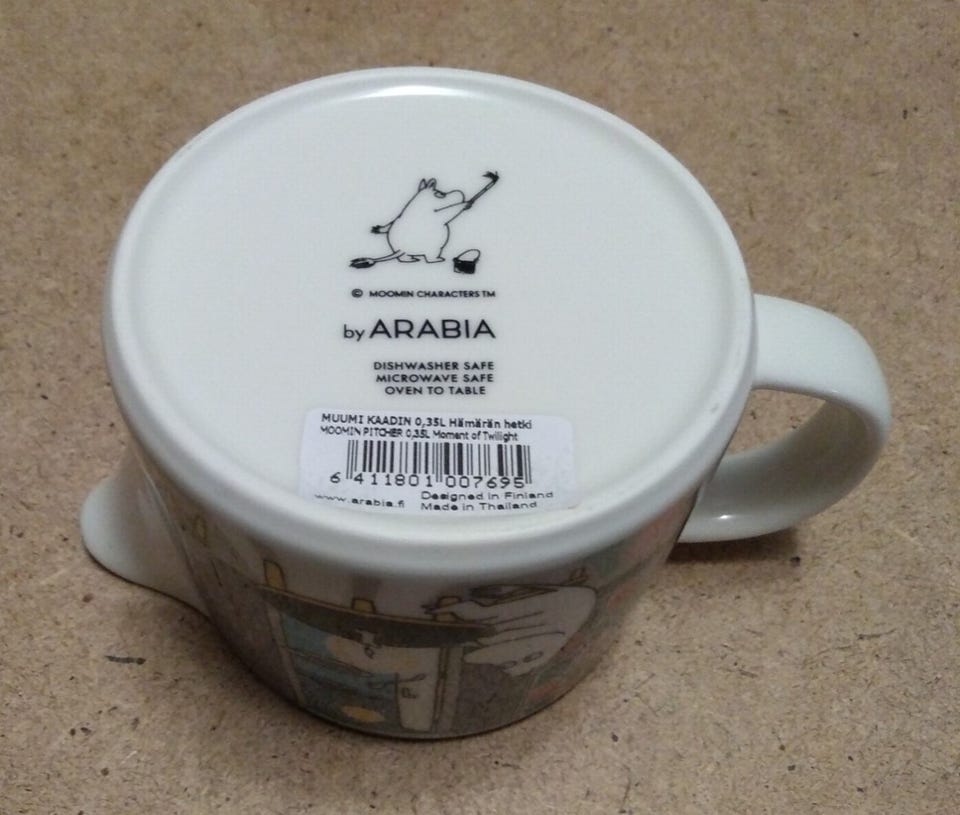 © MOOMIN CHARACTERS TM
by ARABIA
DISHWASHER SAFE
MICROWAVE SAFE
OVEN TO TABLE
MUUMI KAADIN 0,35L Hämärän hetki
MOOMIN PITCHER 0,35L Moment of Twilight
6 411801 007695
www.arabia.fi Designed in Finland
Made in Thailand